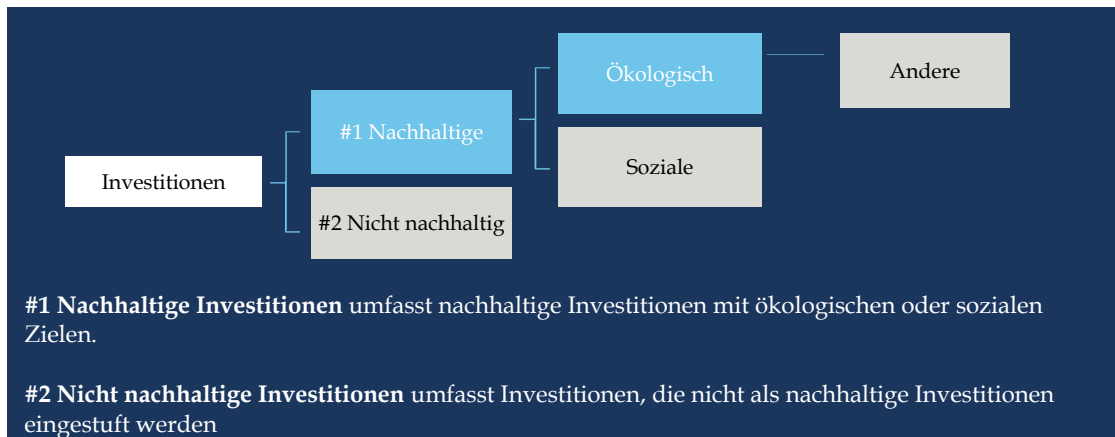 Ökologisch
Andere
#1 Nachhaltige
Soziale
Investitionen
#2 Nicht nachhaltig
#1 Nachhaltige Investitionen umfasst nachhaltige Investitionen mit ökologischen oder sozialen
Zielen.
#2 Nicht nachhaltige Investitionen umfasst Investitionen, die nicht als nachhaltige Investitionen
eingestuft werden